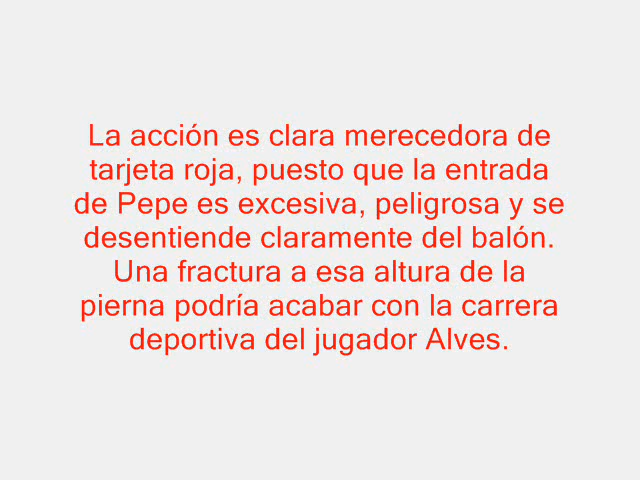 La acción es clara merecedora de
tarjeta roja, puesto que la entrada
de Pepe es excesiva, peligrosa y se
desentiende claramente del balón.
Una fractura a esa altura de la
pierna podría acabar con la carrera
deportiva del jugador Alves.